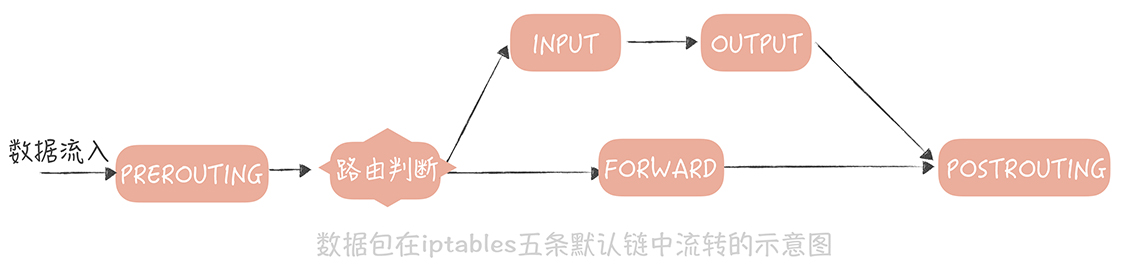 INPUT
OUTPUT
数据流入
PREROUTING
路由判断
FORWARD
POSTROUTING
数据包在iptables五条默认链中流转的示意图